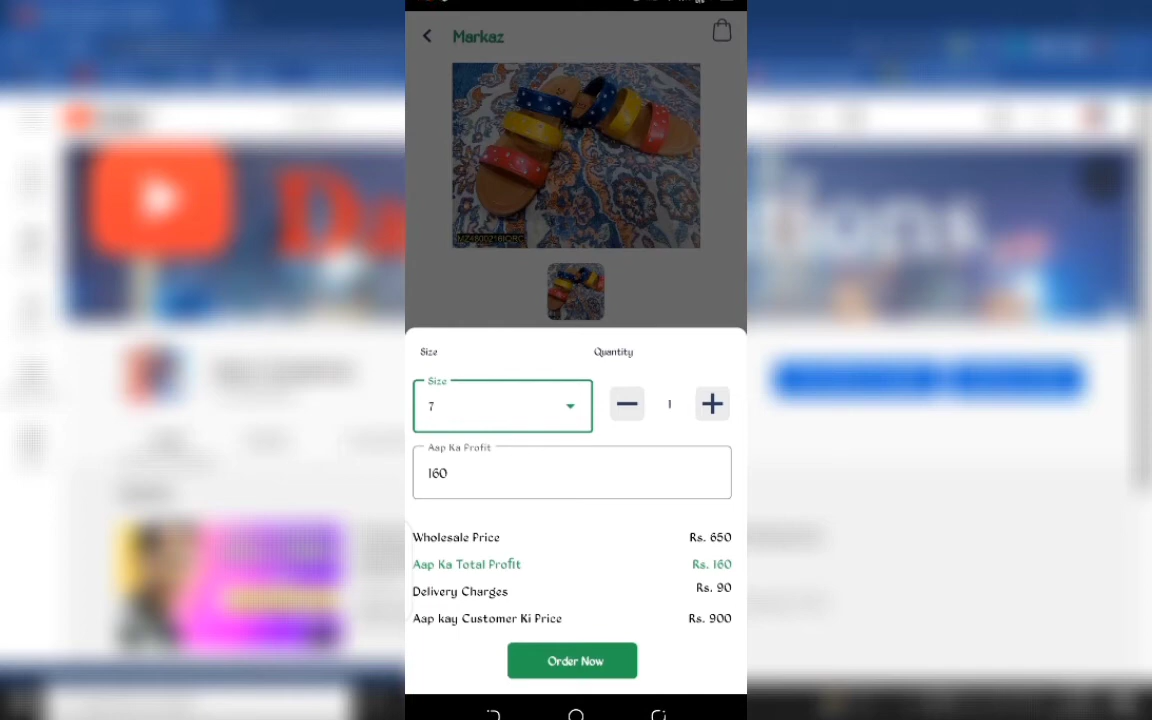 Markaz
Size
Quantity
Size
7
1
Aap Ka Profit
160
Wholesale Price
Rs. 650
Aap Ka Total Profit
Rs. 160
Delivery Charges
Rs. 90
Aap kay Customer Ki Price
Rs. 900
Order Now